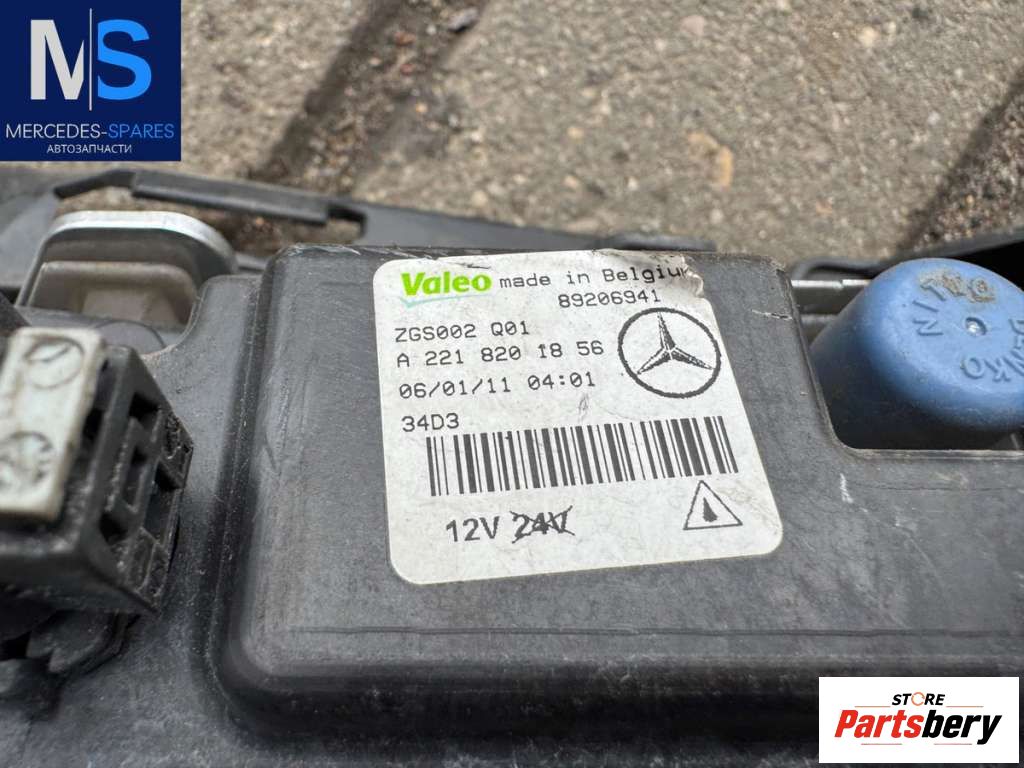 MS
MERCEDES-SPARES
АВТОЗАПЧАСТИ
Valeo made in Belgium
89206941
ZGS002 Q01
A 221 820 18 56
06/01/11 04:01
34D3
12V 24V
STORE
Partsbery